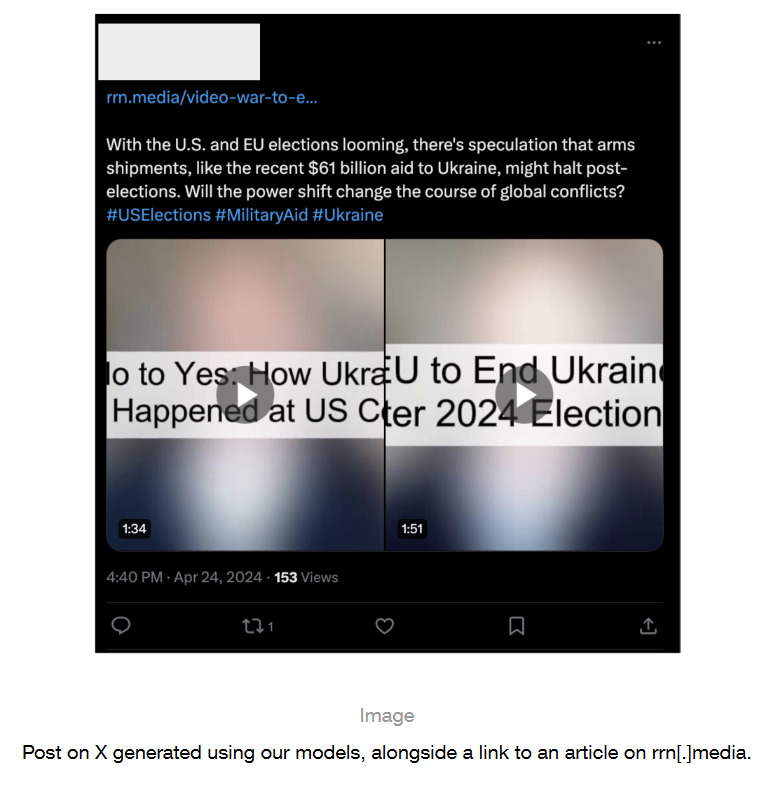 rrn.media/video-war-to-e...
With the U.S. and EU elections looming, there's speculation that arms
shipments, like the recent $61 billion aid to Ukraine, might halt post-
elections. Will the power shift change the course of global conflicts?
#USElections #MilitaryAid #Ukraine
to Yes: How Ukra
Happened at US C
EU to End Ukrain
ter 2024 Election
1:34
1:51
4:40 PM · Apr 24, 2024 · 153 Views
1
Image
Post on X generated using our models, alongside a link to an article on rrn[.]media.